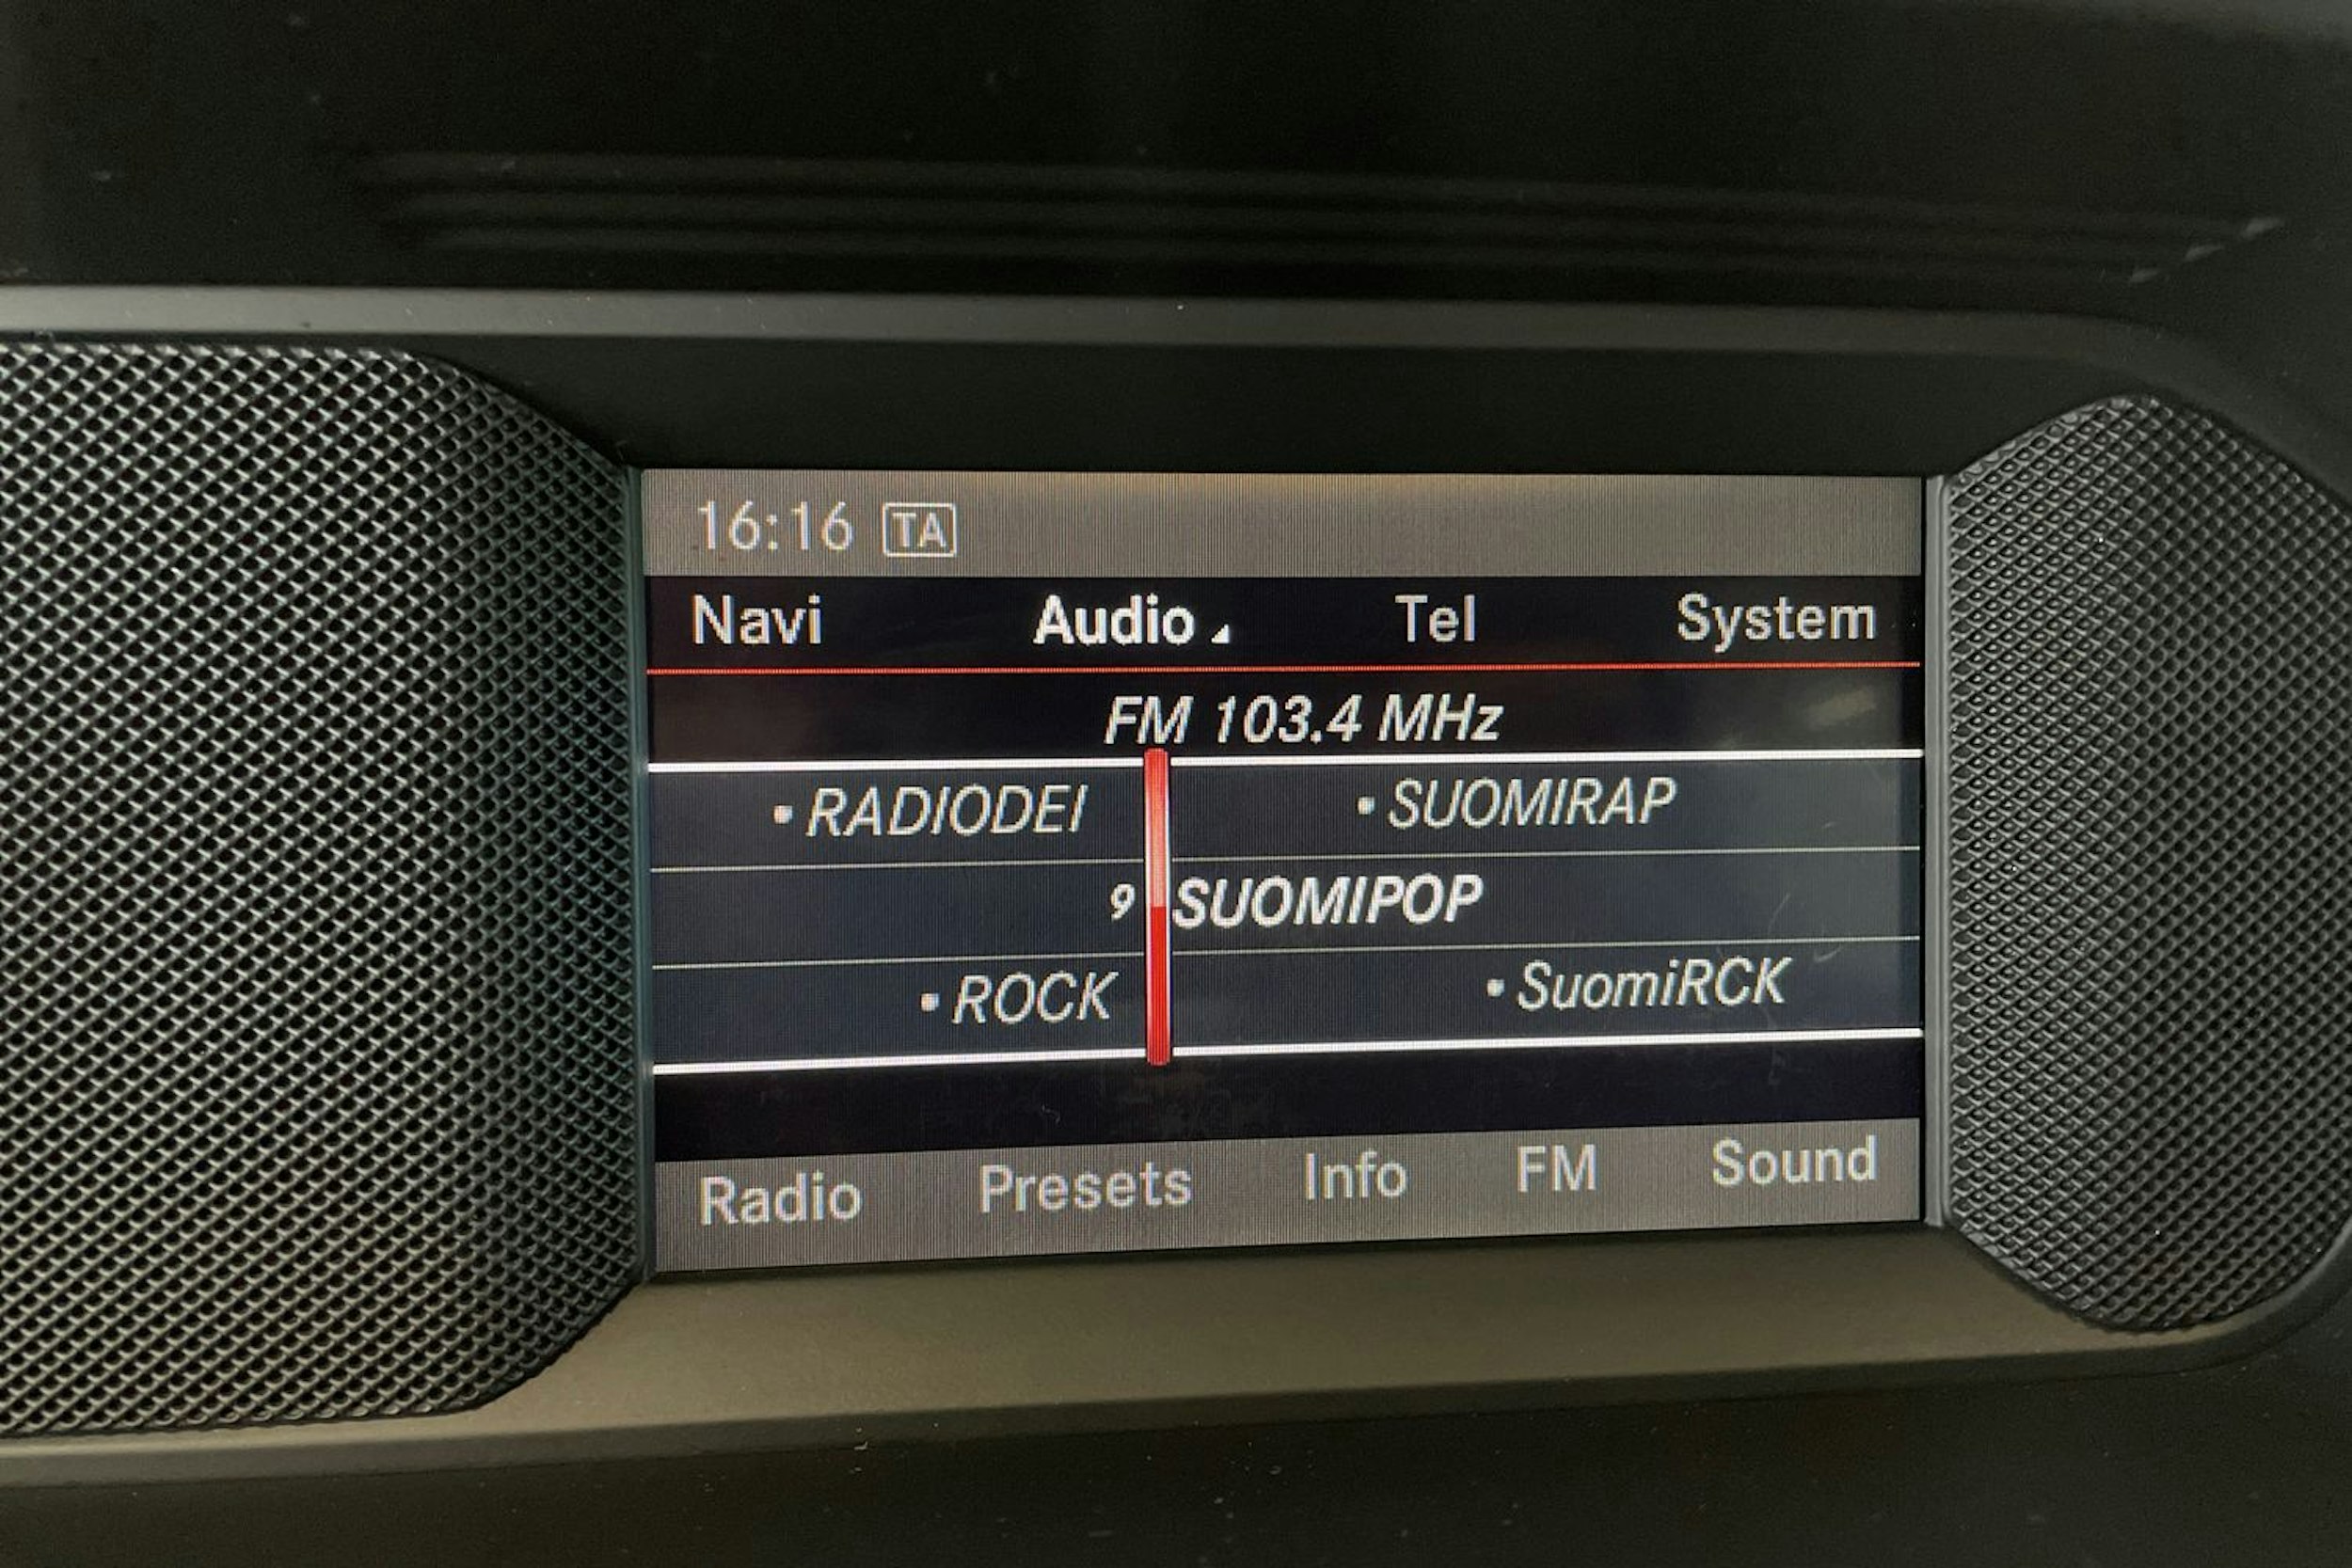 16:16 TA
Navi Audio Tel System
FM 103.4 MHz
• RADIODEI • SUOMIRAP
9 SUOMIPOP
• ROCK • SuomiRCK
Radio Presets Info FM Sound